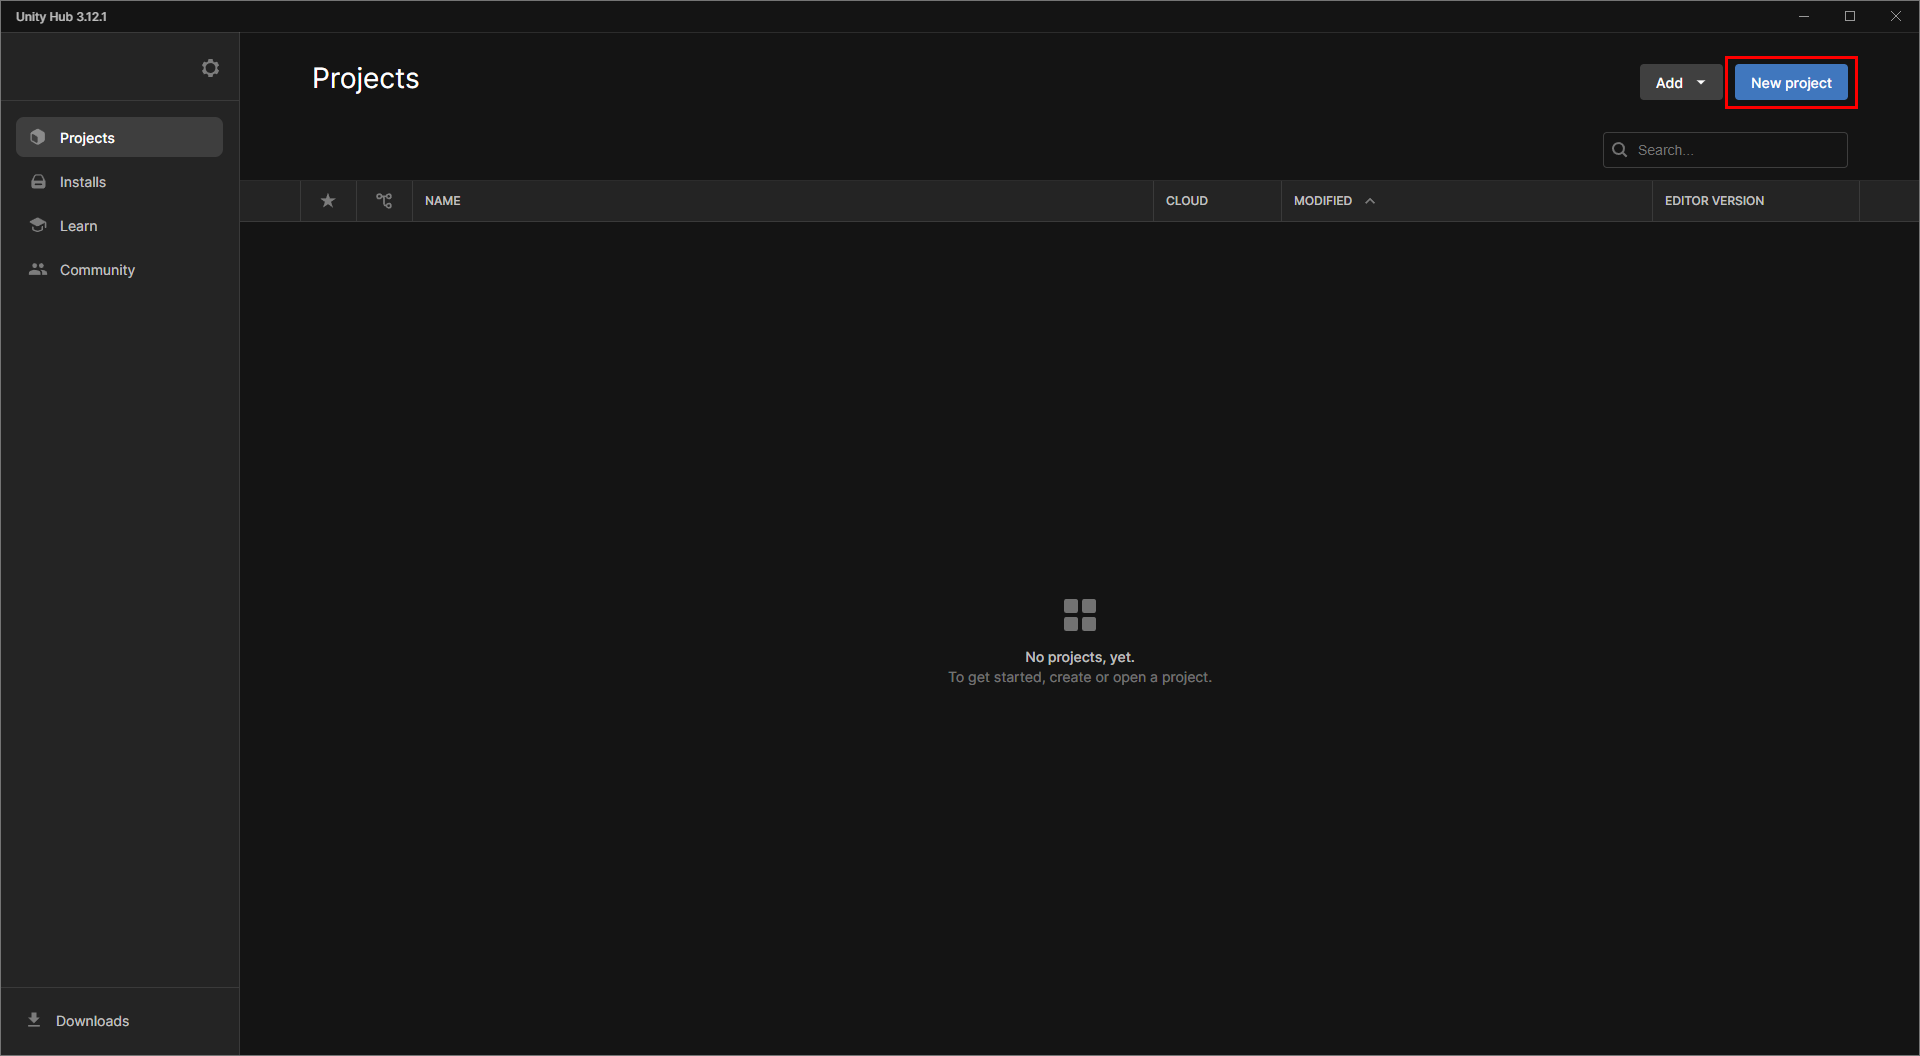 Unity Hub 3.12.1
Projects
Installs
Learn
Community
Downloads
Projects
Add
New project
Search...
NAME
CLOUD
MODIFIED
EDITOR VERSION
No projects, yet.
To get started, create or open a project.